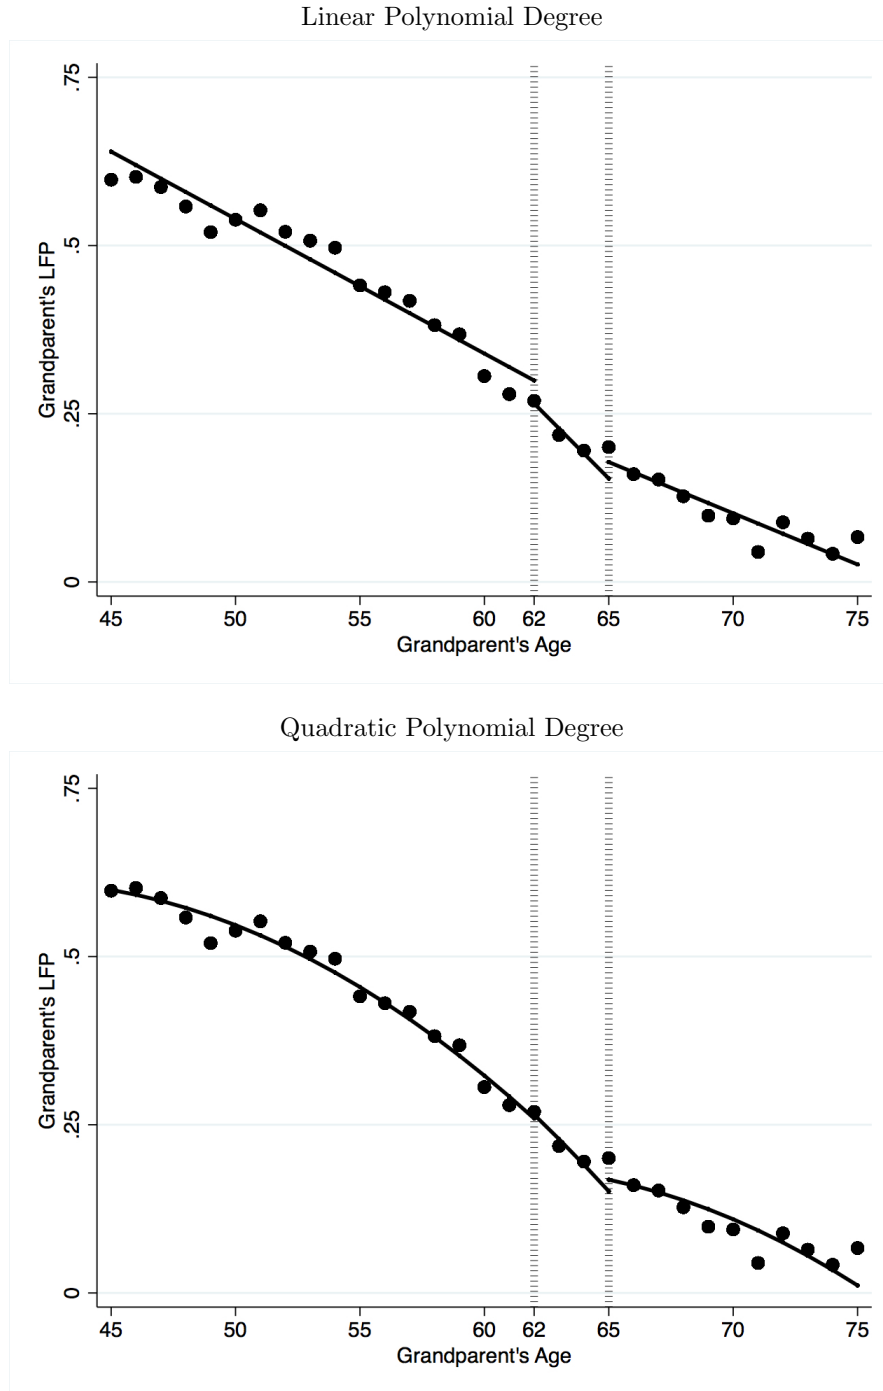 Linear Polynomial Degree
.75
.5
.25
0
Grandparent's LFP
45 50 55 60 62 65 70 75
Grandparent's Age
Quadratic Polynomial Degree
.75
.5
.25
0
Grandparent's LFP
45 50 55 60 62 65 70 75
Grandparent's Age